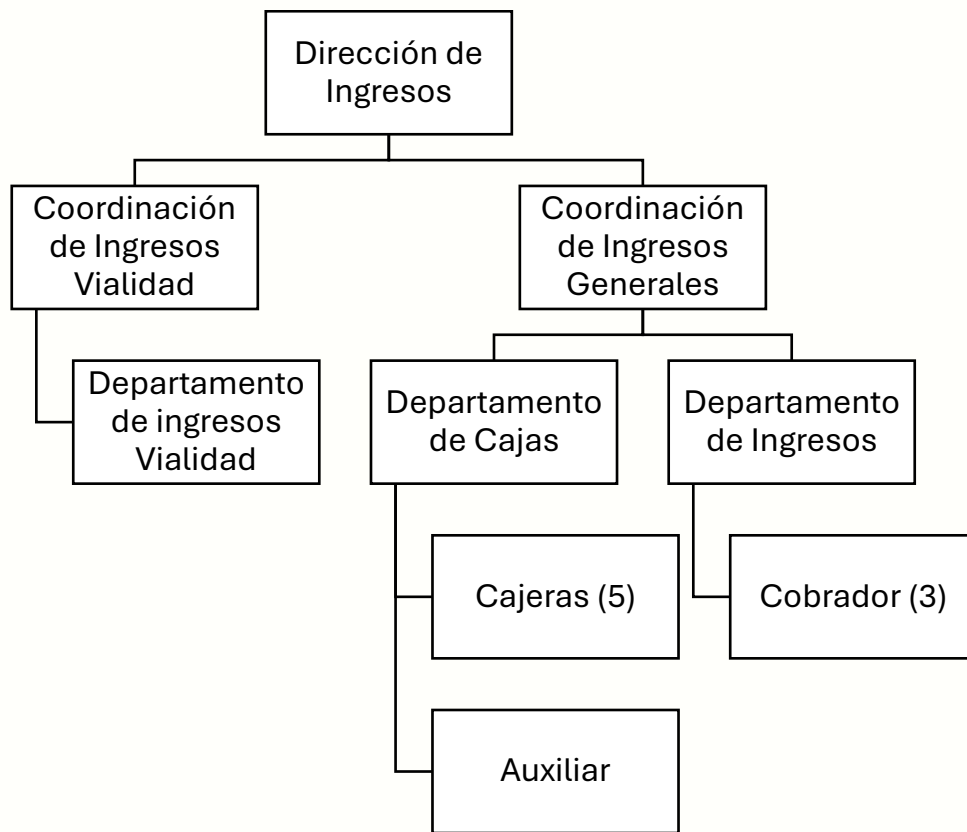 Dirección de
Ingresos
Coordinación
de Ingresos
Vialidad
Coordinación
de Ingresos
Generales
Departamento
de ingresos
Vialidad
Departamento
de Cajas
Departamento
de Ingresos
Cajeras (5)
Cobrador (3)
Auxiliar